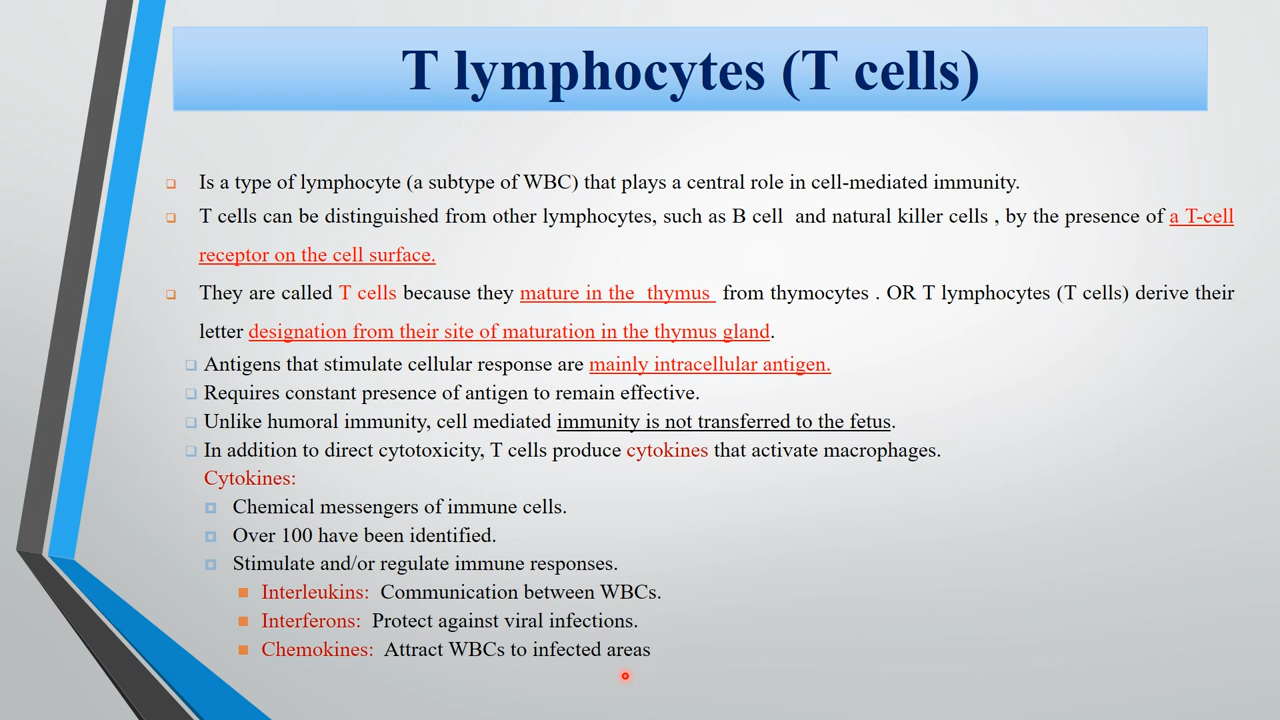 T lymphocytes (T cells)
Is a type of lymphocyte (a subtype of WBC) that plays a central role in cell-mediated immunity.
T cells can be distinguished from other lymphocytes, such as B cell  and natural killer cells , by the presence of a T-cell
receptor on the cell surface.
They are called T cells because they mature in the  thymus  from thymocytes . OR T lymphocytes (T cells) derive their
letter designation from their site of maturation in the thymus gland.
Antigens that stimulate cellular response are mainly intracellular antigen.
Requires constant presence of antigen to remain effective.
Unlike humoral immunity, cell mediated immunity is not transferred to the fetus.
In addition to direct cytotoxicity, T cells produce cytokines that activate macrophages.
Cytokines:
Chemical messengers of immune cells.
Over 100 have been identified.
Stimulate and/or regulate immune responses.
Interleukins:  Communication between WBCs.
Interferons:  Protect against viral infections.
Chemokines:  Attract WBCs to infected areas